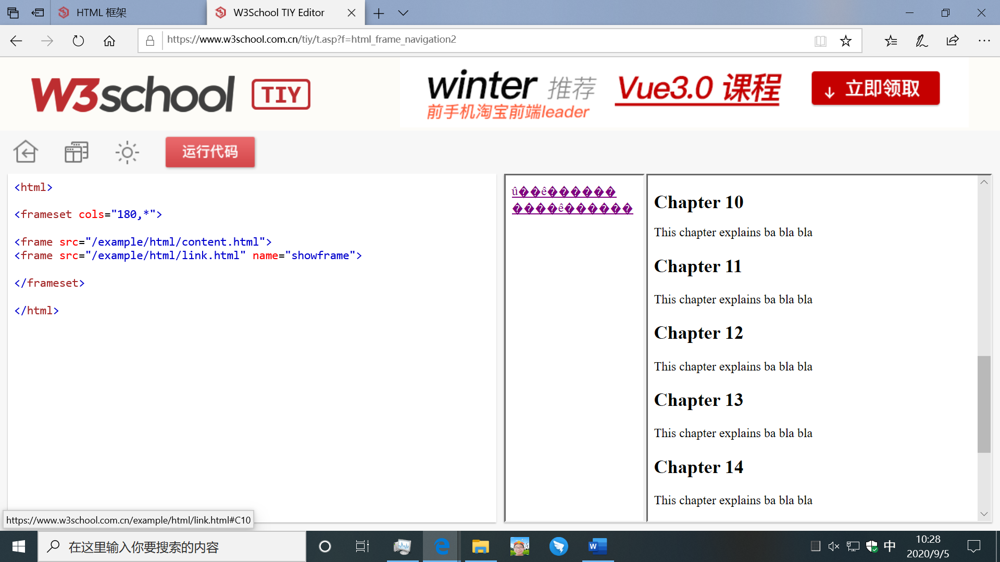 HTML 框架
W3School TIY Editor
https://www.w3school.com.cn/tiy/t.asp?f=html_frame_navigation2
W3school TIY
winter 推荐
前手机淘宝前端leader
Vue3.0 课程
立即领取
运行代码
<html>
<frameset cols="180,*">
<frame src="/example/html/content.html">
<frame src="/example/html/link.html" name="showframe">
</frameset>
</html>
û��ê������
����ê������
Chapter 10
This chapter explains ba bla bla
Chapter 11
This chapter explains ba bla bla
Chapter 12
This chapter explains ba bla bla
Chapter 13
This chapter explains ba bla bla
Chapter 14
This chapter explains ba bla bla
https://www.w3school.com.cn/example/html/link.html#C10
在这里输入你要搜索的内容
中
10:28
2020/9/5